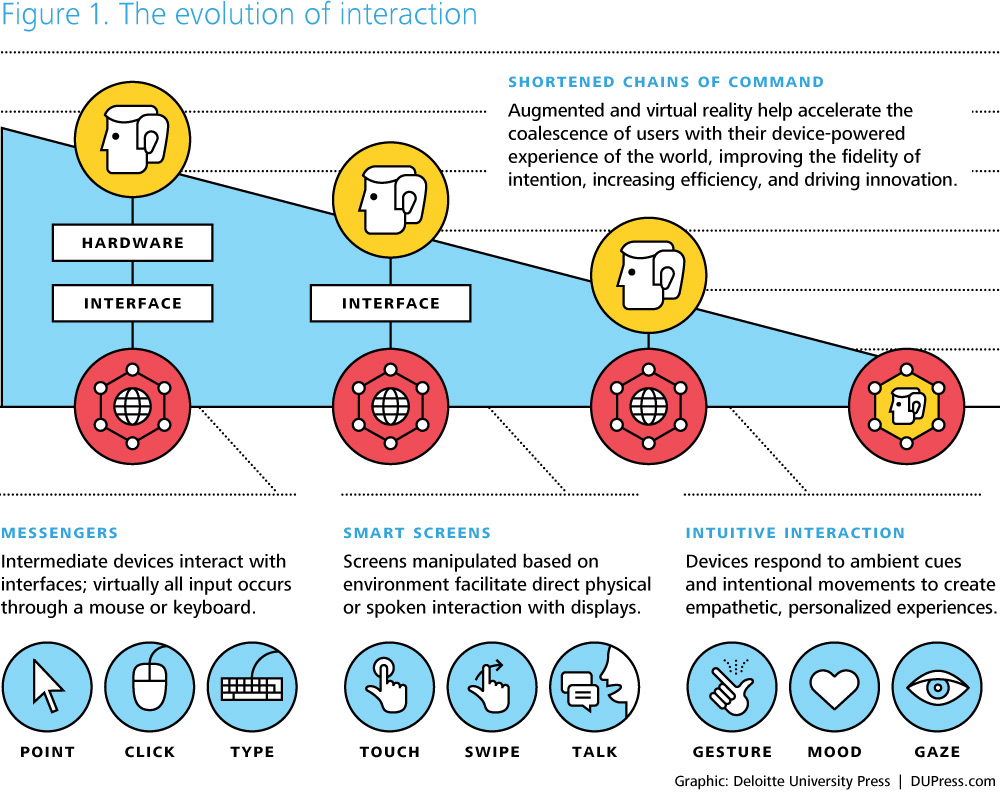 Figure 1. The evolution of interaction
SHORTENED CHAINS OF COMMAND
Augmented and virtual reality help accelerate the
coalescence of users with their device-powered
experience of the world, improving the fidelity of
intention, increasing efficiency, and driving innovation.
HARDWARE
INTERFACE
INTERFACE
MESSENGERS
Intermediate devices interact with
interfaces; virtually all input occurs
through a mouse or keyboard.
POINT
CLICK
TYPE
SMART SCREENS
Screens manipulated based on
environment facilitate direct physical
or spoken interaction with displays.
TOUCH
SWIPE
TALK
INTUITIVE INTERACTION
Devices respond to ambient cues
and intentional movements to create
empathetic, personalized experiences.
GESTURE
MOOD
GAZE
Graphic: Deloitte University Press | DUPress.com